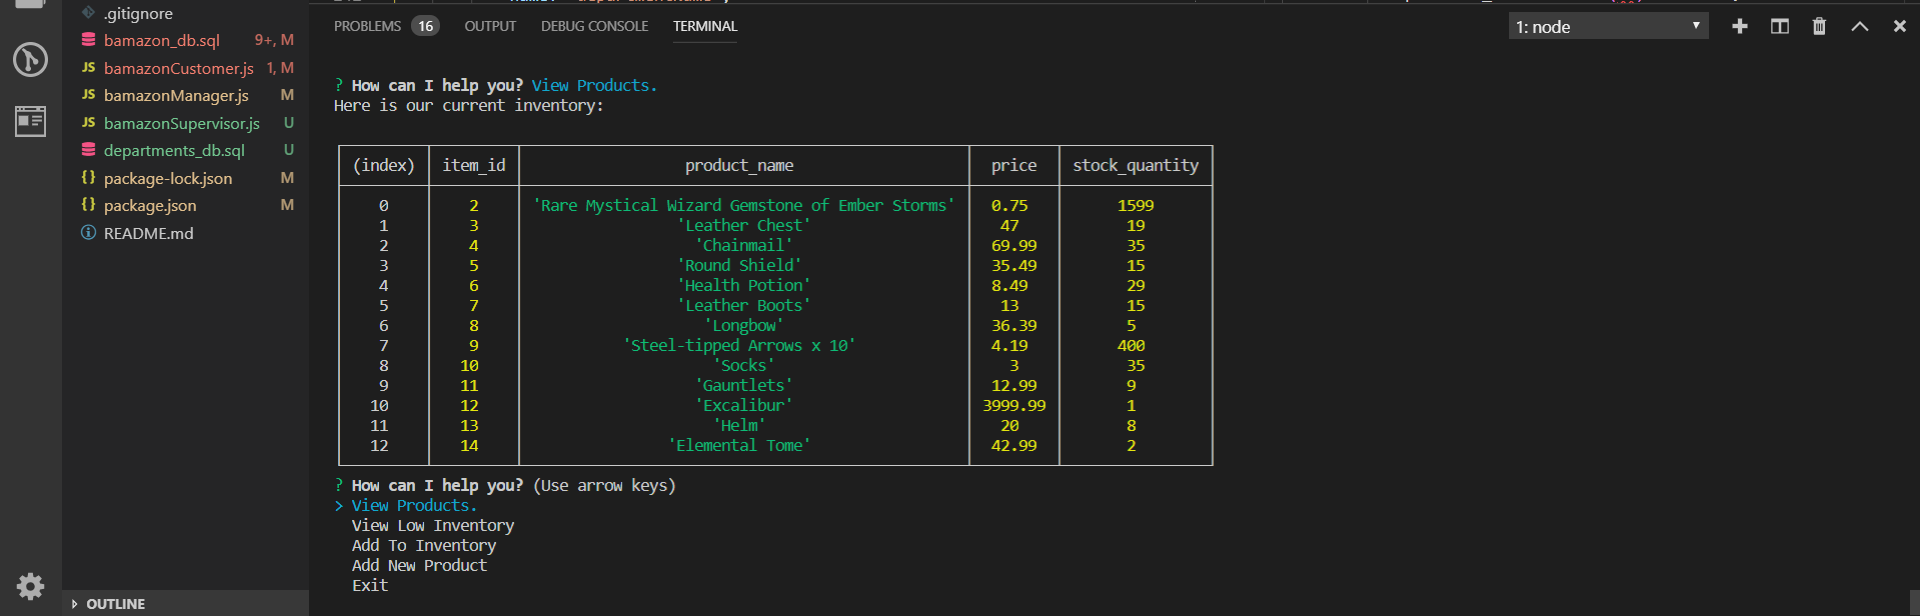 .gitignore
bamazon_db.sql 9+, M
bamazonCustomer.js 1, M
bamazonManager.js M
bamazonSupervisor.js U
departments_db.sql U
package-lock.json M
package.json M
README.md
OUTLINE
PROBLEMS 16 OUTPUT DEBUG CONSOLE TERMINAL 1: node
? How can I help you? View Products.
Here is our current inventory:
(index) item_id product_name price stock_quantity
0 2 'Rare Mystical Wizard Gemstone of Ember Storms' 0.75 1599
1 3 'Leather Chest' 47 19
2 4 'Chainmail' 69.99 35
3 5 'Round Shield' 35.49 15
4 6 'Health Potion' 8.49 29
5 7 'Leather Boots' 13 15
6 8 'Longbow' 36.39 5
7 9 'Steel-tipped Arrows x 10' 4.19 400
8 10 'Socks' 3 35
9 11 'Gauntlets' 12.99 9
10 12 'Excalibur' 3999.99 1
11 13 'Helm' 20 8
12 14 'Elemental Tome' 42.99 2
? How can I help you? (Use arrow keys)
> View Products.
View Low Inventory
Add To Inventory
Add New Product
Exit